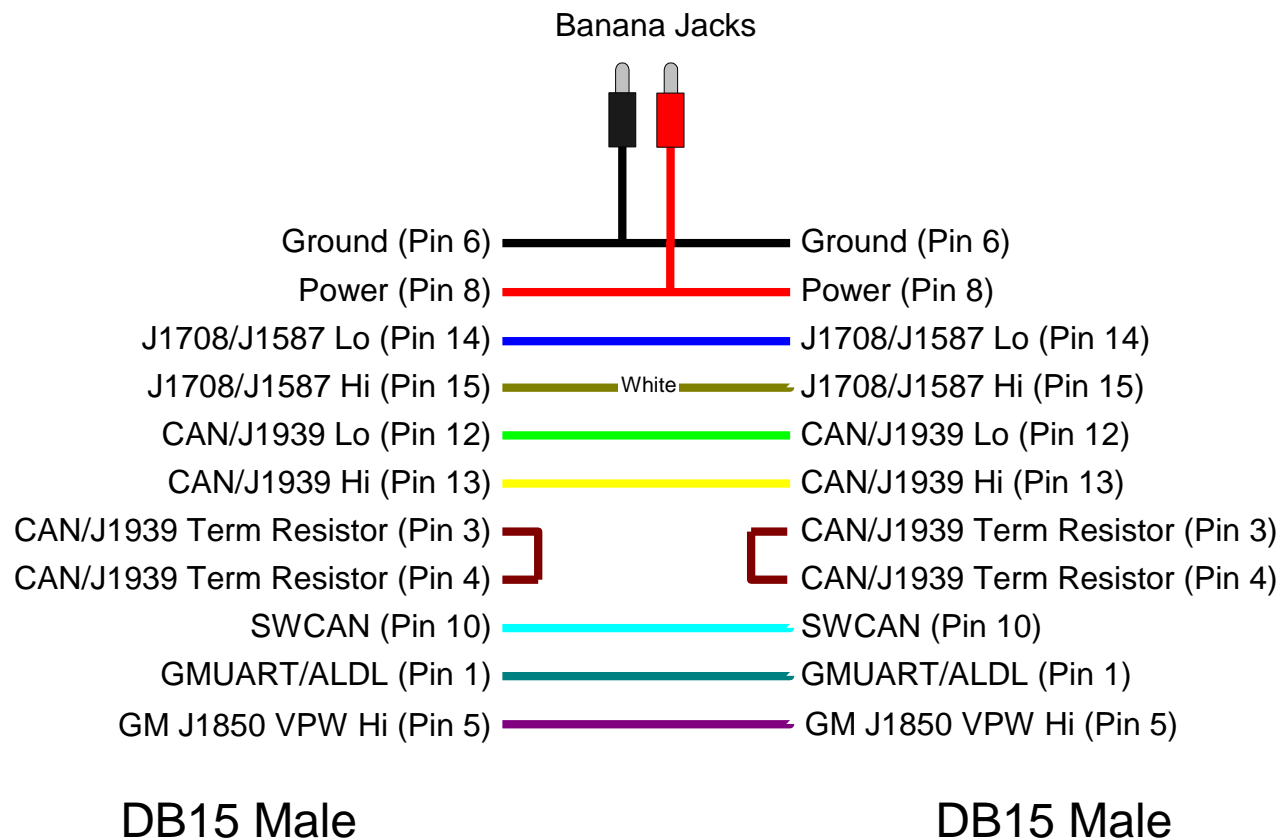 Banana Jacks
Ground (Pin 6) Ground (Pin 6)
Power (Pin 8) Power (Pin 8)
J1708/J1587 Lo (Pin 14) J1708/J1587 Lo (Pin 14)
J1708/J1587 Hi (Pin 15) White J1708/J1587 Hi (Pin 15)
CAN/J1939 Lo (Pin 12) CAN/J1939 Lo (Pin 12)
CAN/J1939 Hi (Pin 13) CAN/J1939 Hi (Pin 13)
CAN/J1939 Term Resistor (Pin 3) CAN/J1939 Term Resistor (Pin 3)
CAN/J1939 Term Resistor (Pin 4) CAN/J1939 Term Resistor (Pin 4)
SWCAN (Pin 10) SWCAN (Pin 10)
GMUART/ALDL (Pin 1) GMUART/ALDL (Pin 1)
GM J1850 VPW Hi (Pin 5) GM J1850 VPW Hi (Pin 5)
DB15 Male DB15 Male